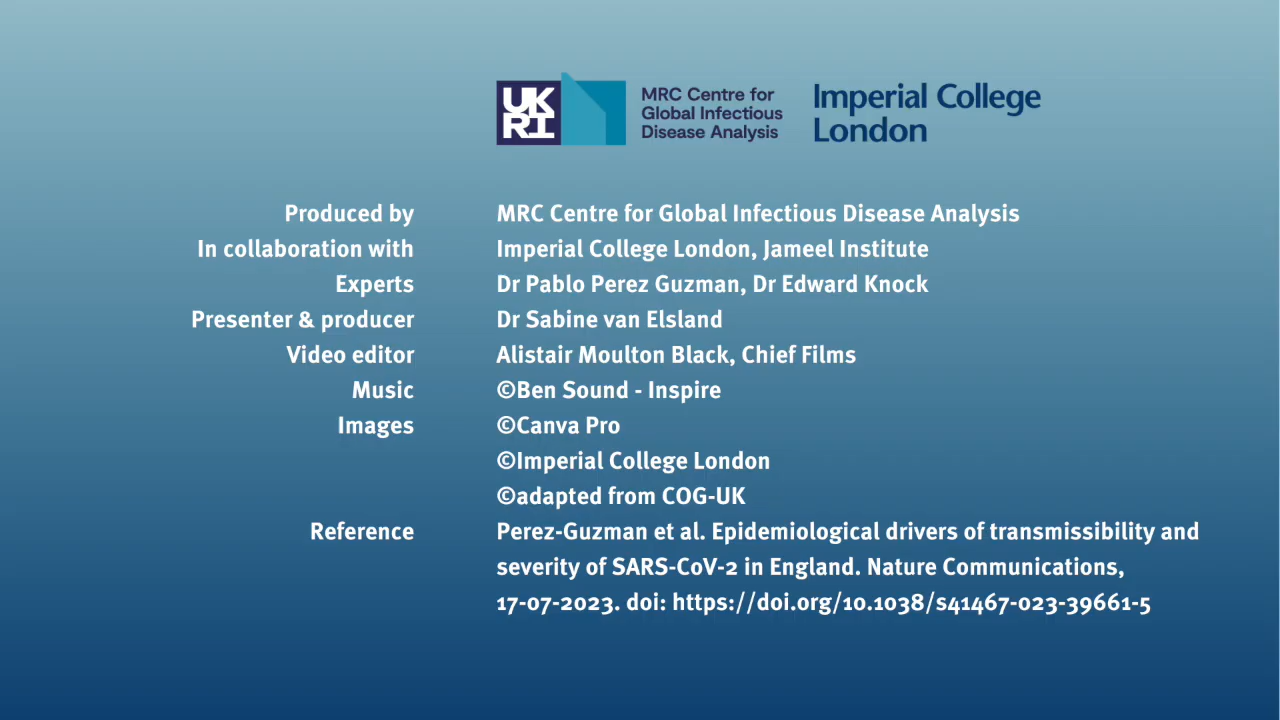 UK
RI
MRC Centre for
Global Infectious
Disease Analysis
Imperial College
London
Produced by MRC Centre for Global Infectious Disease Analysis
In collaboration with Imperial College London, Jameel Institute
Experts Dr Pablo Perez Guzman, Dr Edward Knock
Presenter & producer Dr Sabine van Elsland
Video editor Alistair Moulton Black, Chief Films
Music ©Ben Sound - Inspire
Images ©Canva Pro
©Imperial College London
©adapted from COG-UK
Reference Perez-Guzman et al. Epidemiological drivers of transmissibility and
severity of SARS-CoV-2 in England. Nature Communications,
17-07-2023. doi: https://doi.org/10.1038/s41467-023-39661-5